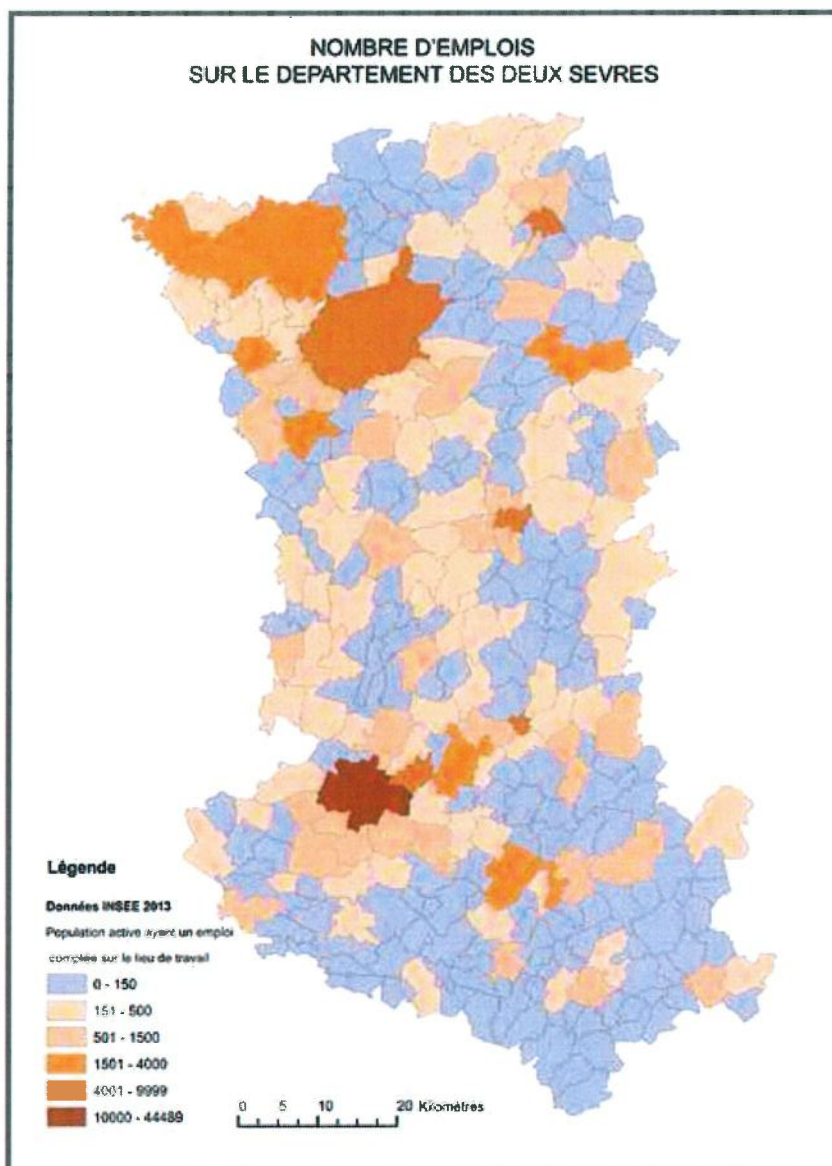 NOMBRE D'EMPLOIS
SUR LE DEPARTEMENT DES DEUX SEVRES
Légende
Données INSEE 2013
Population active ayant un emploi
comptée sur le lieu de travail
0 - 150
151 - 500
501 - 1500
1501 - 4000
4001 - 9999
10000 - 44489
0 5 10 20 Kilomètres